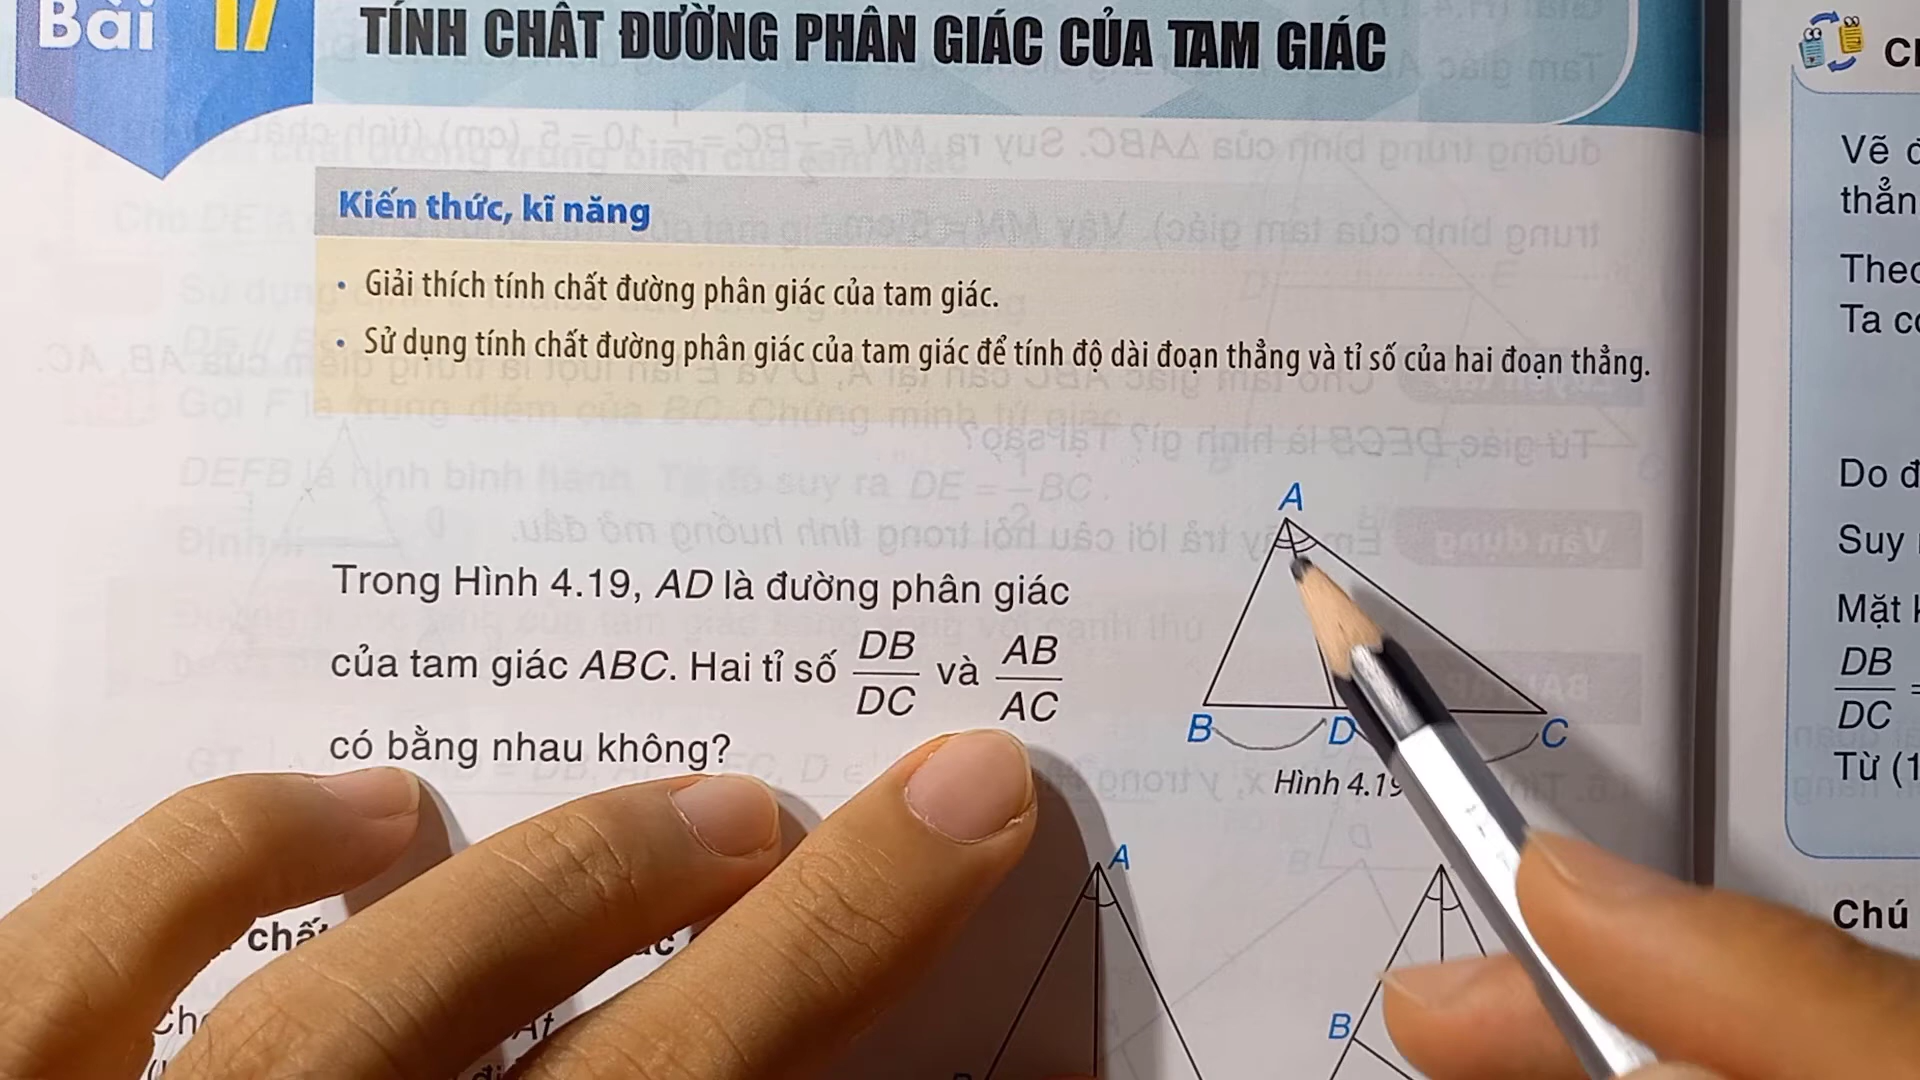 Bài 17
TÍNH CHẤT ĐƯỜNG PHÂN GIÁC CỦA TAM GIÁC
Kiến thức, kĩ năng
• Giải thích tính chất đường phân giác của tam giác.
• Sử dụng tính chất đường phân giác của tam giác để tính độ dài đoạn thẳng và tỉ số của hai đoạn thẳng.
Trong Hình 4.19, AD là đường phân giác
của tam giác ABC. Hai tỉ số DB/DC và AB/AC
có bằng nhau không?
A
B D C
Hình 4.19
A
B
Vẽ
thẳn
Theo
Ta có
Do đ
Suy
Mặt
DB/DC =
Từ (1
Chú